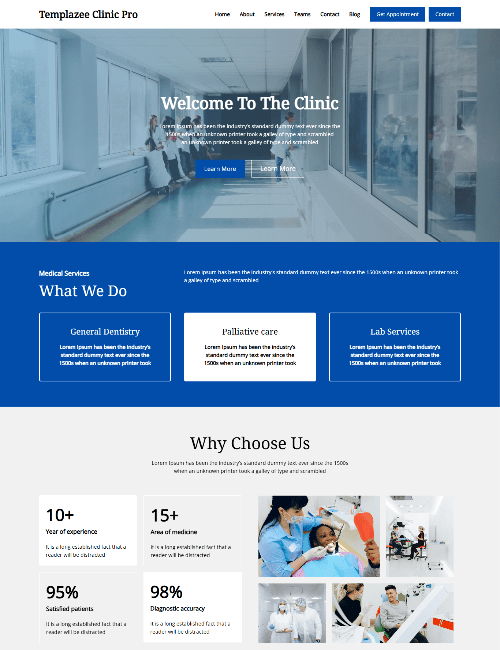 Templazee Clinic Pro
Home About Services Teams Contact Blog Get Appointment Contact
Welcome To The Clinic
Lorem Ipsum has been the industry's standard dummy text ever since the
1500s when an unknown printer took a galley of type and scrambled
an unknown printer took a galley of type and scrambled
Learn More Learn More
Medical Services
What We Do
Lorem Ipsum has been the industry's standard dummy text ever since the 1500s when an unknown printer took
a galley of type and scrambled
General Dentistry
Lorem Ipsum has been the industry's
standard dummy text ever since the
1500s when an unknown printer took
Palliative care
Lorem Ipsum has been the industry's
standard dummy text ever since the
1500s when an unknown printer took
Lab Services
Lorem Ipsum has been the industry's
standard dummy text ever since the
1500s when an unknown printer took
Why Choose Us
Lorem Ipsum has been the industry's standard dummy text ever since the 1500s
when an unknown printer took a galley of type and scrambled
10+
Year of experience
It is a long established fact that a
reader will be distracted
15+
Area of medicine
It is a long established fact that a
reader will be distracted
95%
Satisfied patients
It is a long established fact that a
reader will be distracted
98%
Diagnostic accuracy
It is a long established fact that a
reader will be distracted